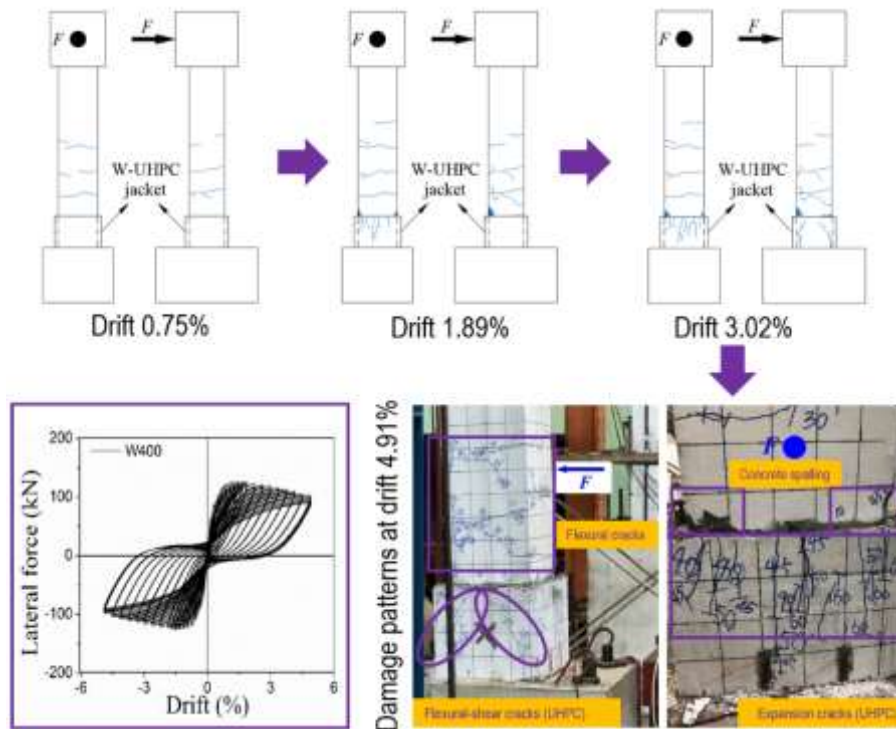 F
F
W-UHPC
jacket
Drift 0.75%
F
F
W-UHPC
jacket
Drift 1.89%
F
F
W-UHPC
jacket
Drift 3.02%
200
100
0
-100
-200
Lateral force (kN)
W400
-6
-3
0
3
6
Drift (%)
Damage patterns at drift 4.91%
F
Flexural cracks
Flexural-shear cracks (UHPC)
30
F
Concrete spalling
Expansion cracks (UHPC)